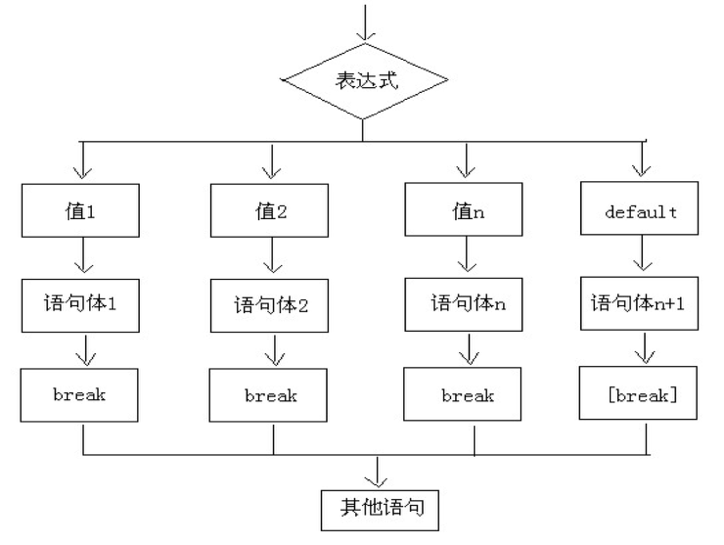 表达式
值1 值2 值n default
语句体1 语句体2 语句体n 语句体n+1
break break break [break]
其他语句